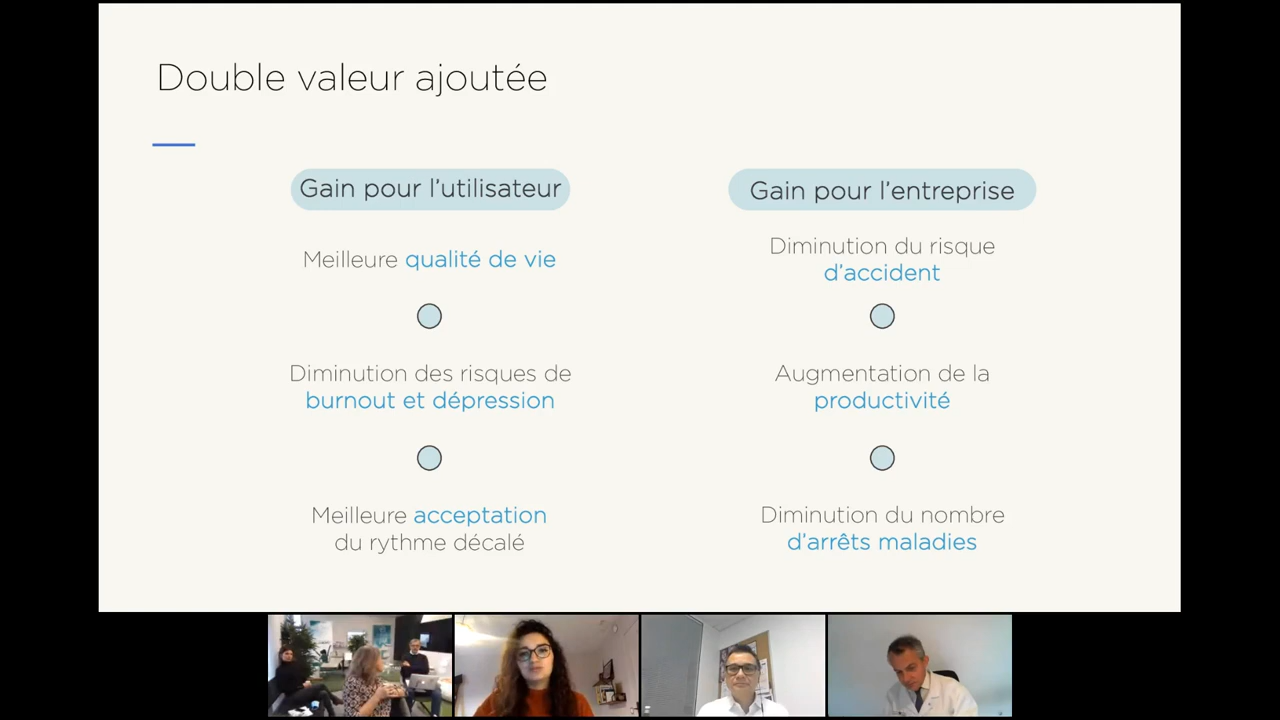 Double valeur ajoutée
Gain pour l'utilisateur
Meilleure qualité de vie
Diminution des risques de
burnout et dépression
Meilleure acceptation
du rythme décalé
Gain pour l'entreprise
Diminution du risque
d'accident
Augmentation de la
productivité
Diminution du nombre
d'arrêts maladies